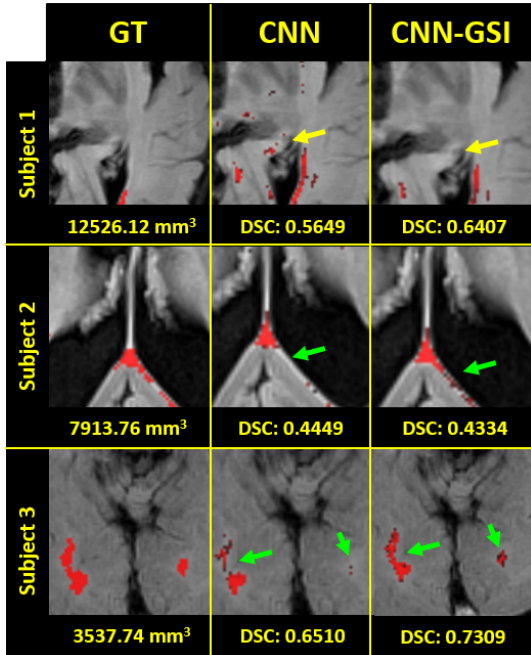 GT CNN CNN-GSI
Subject 1
12526.12 mm³ DSC: 0.5649 DSC: 0.6407
Subject 2
7913.76 mm³ DSC: 0.4449 DSC: 0.4334
Subject 3
3537.74 mm³ DSC: 0.6510 DSC: 0.7309